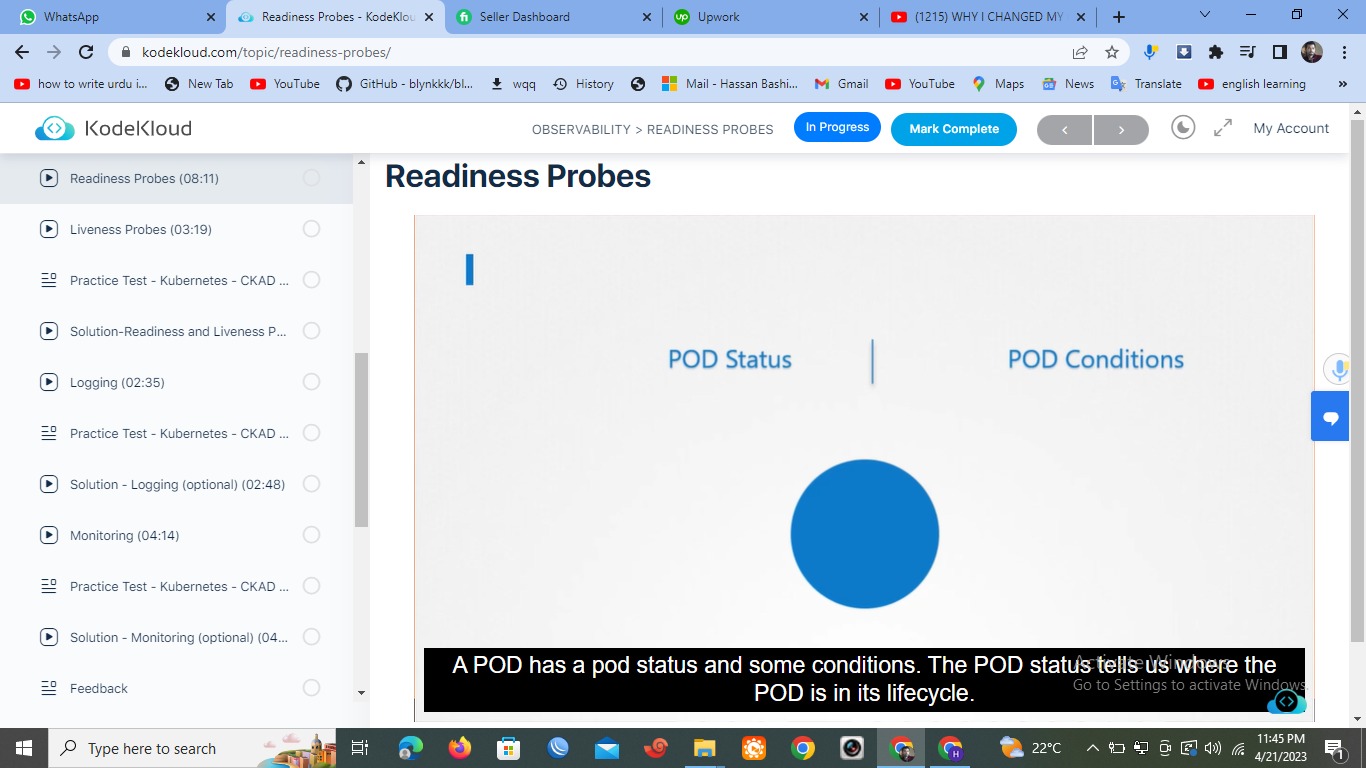 WhatsApp
Readiness Probes - KodeKlou
Seller Dashboard
Upwork
(1215) WHY I CHANGED MY
kodekloud.com/topic/readiness-probes/
how to write urdu i...
New Tab
YouTube
GitHub - blynkkk/bl...
wqq
History
Mail - Hassan Bashi...
Gmail
YouTube
Maps
News
Translate
english learning
KodeKloud
OBSERVABILITY > READINESS PROBES
In Progress
Mark Complete
My Account
Readiness Probes (08:11)
Liveness Probes (03:19)
Practice Test - Kubernetes - CKAD ...
Solution-Readiness and Liveness P...
Logging (02:35)
Practice Test - Kubernetes - CKAD ...
Solution - Logging (optional) (02:48)
Monitoring (04:14)
Practice Test - Kubernetes - CKAD ...
Solution - Monitoring (optional) (04...
Feedback
Readiness Probes
POD Status
POD Conditions
A POD has a pod status and some conditions. The POD status tells us where the
POD is in its lifecycle.
Activate Windows
Go to Settings to activate Windows.
Type here to search
22°C
11:45 PM
4/21/2023
1